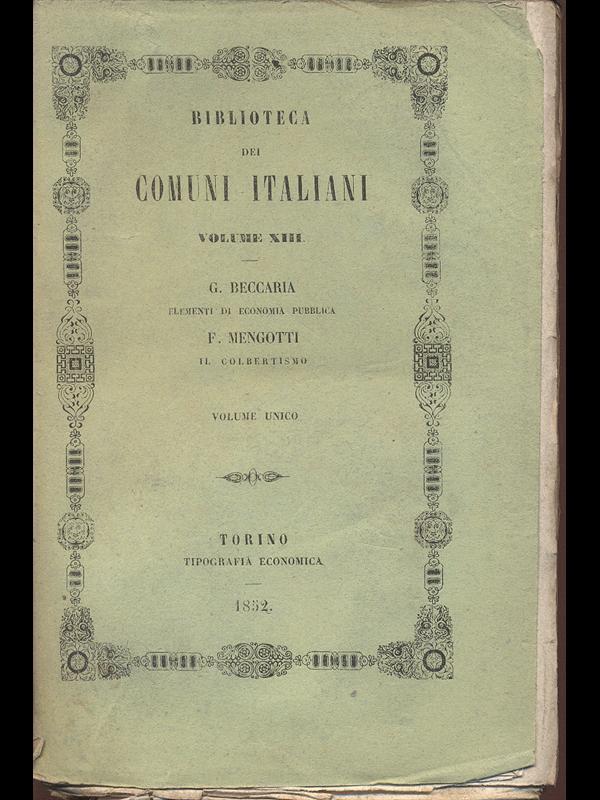 BIBLIOTECA
DEI
COMUNI ITALIANI
VOLUME XIII.
G. BECCARIA
ELEMENTI DI ECONOMIA PUBBLICA
F. MENGOTTI
IL COLBERTISMO
VOLUME UNICO
TORINO
TIPOGRAFIA ECONOMICA
1852.